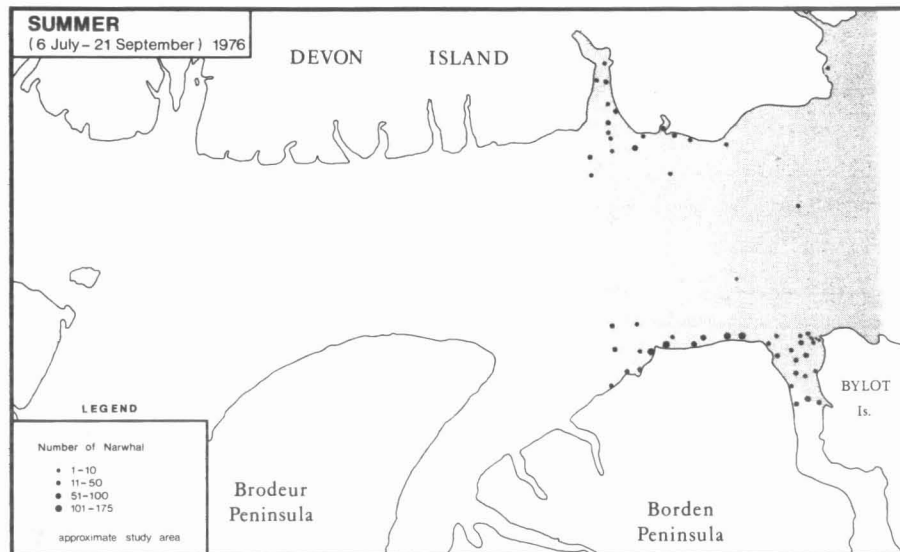 SUMMER
(6 July – 21 September) 1976
DEVON ISLAND
BYLOT
Is.
LEGEND
Number of Narwhal
1–10
11–50
51–100
101–175
approximate study area
Brodeur
Peninsula
Borden
Peninsula